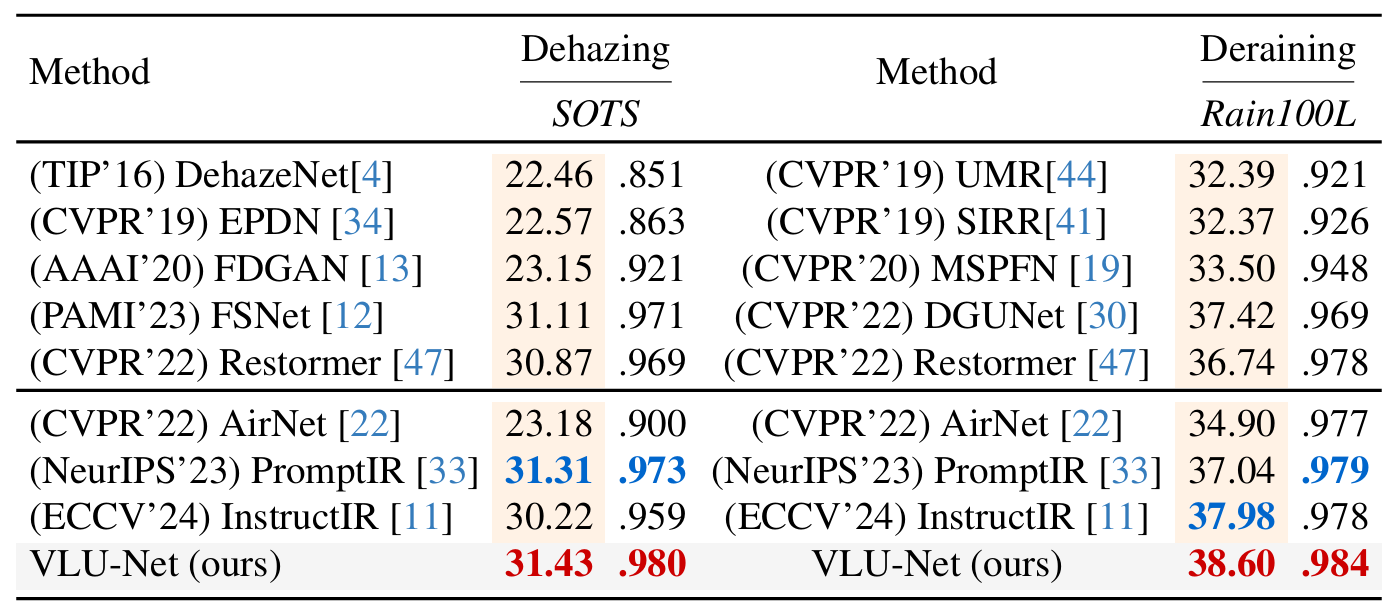 Method Dehazing Method Deraining
SOTS Rain100L
(TIP’16) DehazeNet[4] 22.46 .851 (CVPR’19) UMR[44] 32.39 .921
(CVPR’19) EPDN [34] 22.57 .863 (CVPR’19) SIRR[41] 32.37 .926
(AAAI’20) FDGAN [13] 23.15 .921 (CVPR’20) MSPFN [19] 33.50 .948
(PAMI’23) FSNet [12] 31.11 .971 (CVPR’22) DGUNet [30] 37.42 .969
(CVPR’22) Restormer [47] 30.87 .969 (CVPR’22) Restormer [47] 36.74 .978
(CVPR’22) AirNet [22] 23.18 .900 (CVPR’22) AirNet [22] 34.90 .977
(NeurIPS’23) PromptIR [33] 31.31 .973 (NeurIPS’23) PromptIR [33] 37.04 .979
(ECCV’24) InstructIR [11] 30.22 .959 (ECCV’24) InstructIR [11] 37.98 .978
VLU-Net (ours) 31.43 .980 VLU-Net (ours) 38.60 .984